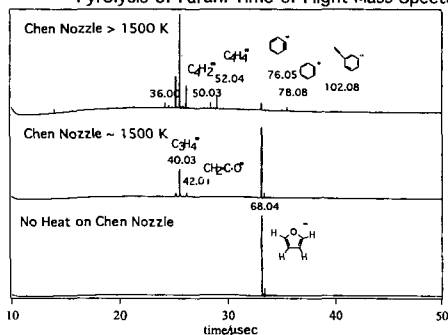 Pyrolysis of Furan: Time of Flight Mass Spectr
Chen Nozzle > 1500 K
C4H2
C4H4
36.00
50.03
52.04
76.05
78.08
102.08
Chen Nozzle ~ 1500 K
C3H4
40.03
CH2CO
42.01
68.04
No Heat on Chen Nozzle
O
H
H
H
H
10
20
30
40
50
time/usec